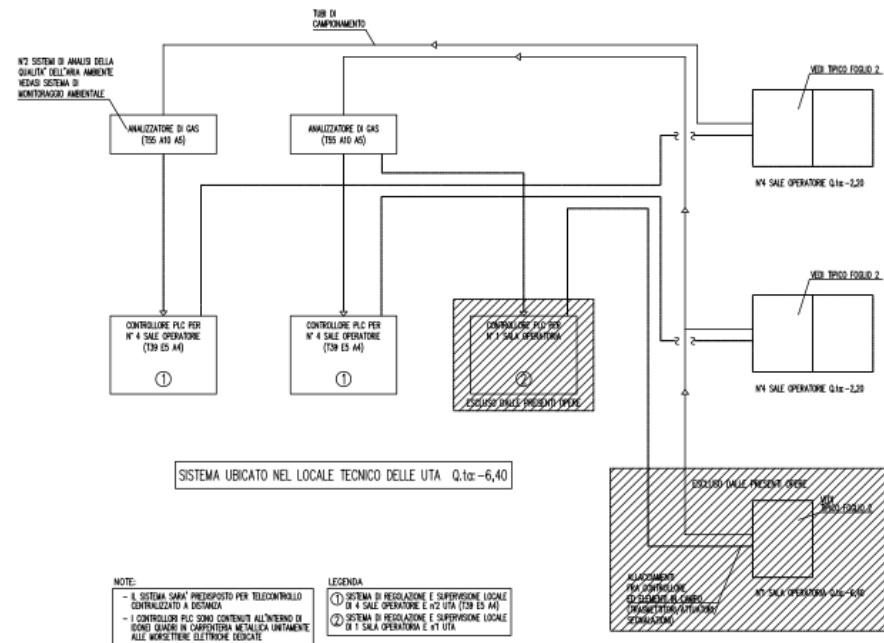 TUBI DI
CAMPIONAMENTO
N°2 SISTEMI DI ANALISI DELLA
QUALITA' DELL'ARIA AMBIENTE
VEDASI SISTEMA DI
MONITORAGGIO AMBIENTALE
VEDI TIPICO FOGLIO 2
ANALIZZATORE DI GAS
(T55 A10 A5)
ANALIZZATORE DI GAS
(T55 A10 A5)
N°4 SALE OPERATORIE Q.ta:-2,20
VEDI TIPICO FOGLIO 2
CONTROLLORE PLC PER
N° 4 SALE OPERATORIE
(T39 E5 A4)
1
CONTROLLORE PLC PER
N° 4 SALE OPERATORIE
(T39 E5 A4)
1
CONTROLLORE PLC PER
N° 1 SALA OPERATORIA
2
ESCLUSO DALLE PRESENTI OPERE
N°4 SALE OPERATORIE Q.ta:-2,20
SISTEMA UBICATO NEL LOCALE TECNICO DELLE UTA Q.ta:-6,40
ESCLUSO DALLE PRESENTI OPERE
VEDI
TIPICO FOGLIO 2
ALLACCIAMENTI
FRA CONTROLLORE
ED ELEMENTI IN CAMPO
(TRASMETTITORI/ATTUATORI/
SEGNALAZIONI)
N°1 SALA OPERATORIA Q.ta:-6,40
NOTE:
- IL SISTEMA SARA' PREDISPOSTO PER TELECONTROLLO
CENTRALIZZATO A DISTANZA
- I CONTROLLORI PLC SONO CONTENUTI ALL'INTERNO DI
IDONEI QUADRI IN CARPENTERIA METALLICA UNITAMENTE
ALLE MORSETTIERE ELETTRICHE DEDICATE
LEGENDA
1 SISTEMA DI REGOLAZIONE E SUPERVISIONE LOCALE
DI 4 SALE OPERATORIE E n°2 UTA (T39 E5 A4)
2 SISTEMA DI REGOLAZIONE E SUPERVISIONE LOCALE
DI 1 SALA OPERATORIA E n°1 UTA